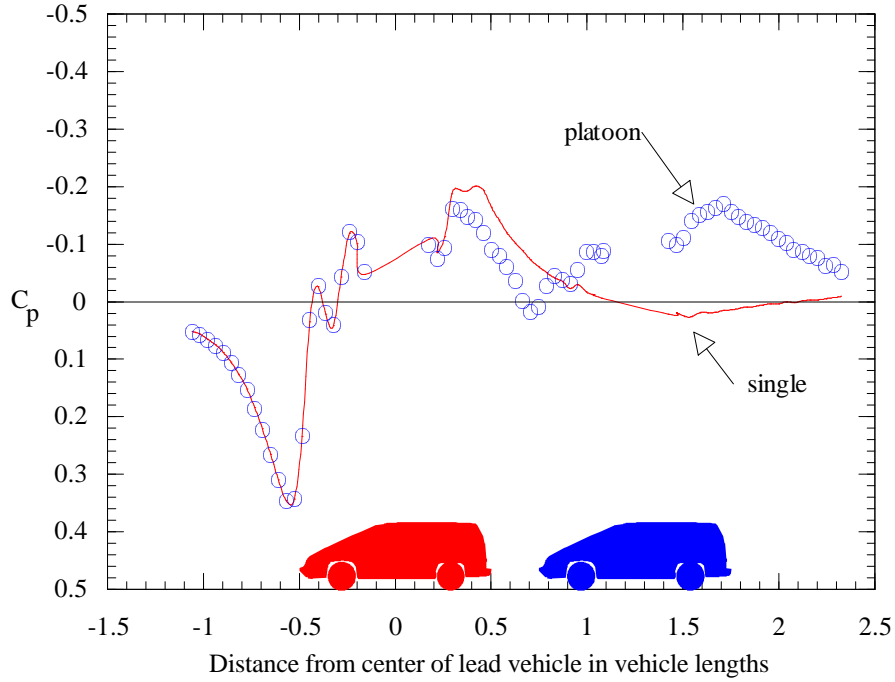 -0.5
-0.4
-0.3
-0.2
platoon
-0.1
Cp
0
0.1
single
0.2
0.3
0.4
0.5
-1.5 -1 -0.5 0 0.5 1 1.5 2 2.5
Distance from center of lead vehicle in vehicle lengths